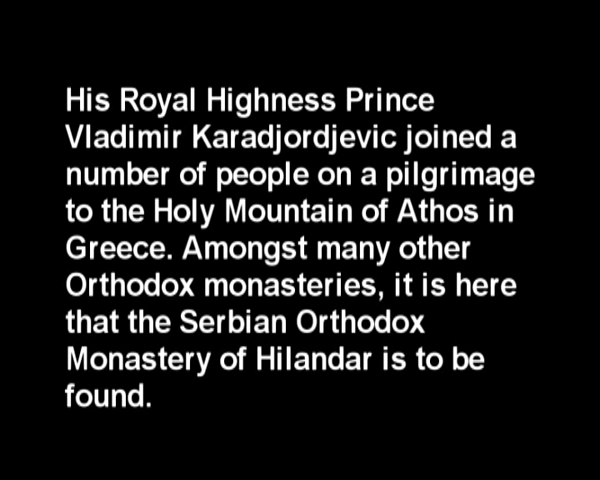 His Royal Highness Prince
Vladimir Karadjordjevic joined a
number of people on a pilgrimage
to the Holy Mountain of Athos in
Greece. Amongst many other
Orthodox monasteries, it is here
that the Serbian Orthodox
Monastery of Hilandar is to be
found.